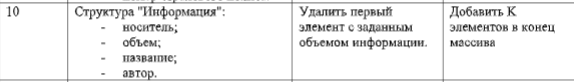 10
Структура "Информация":
- носитель;
- объем;
- название;
- автор.
Удалить первый
элемент с заданным
объемом информации.
Добавить К
элементов в конец
массива